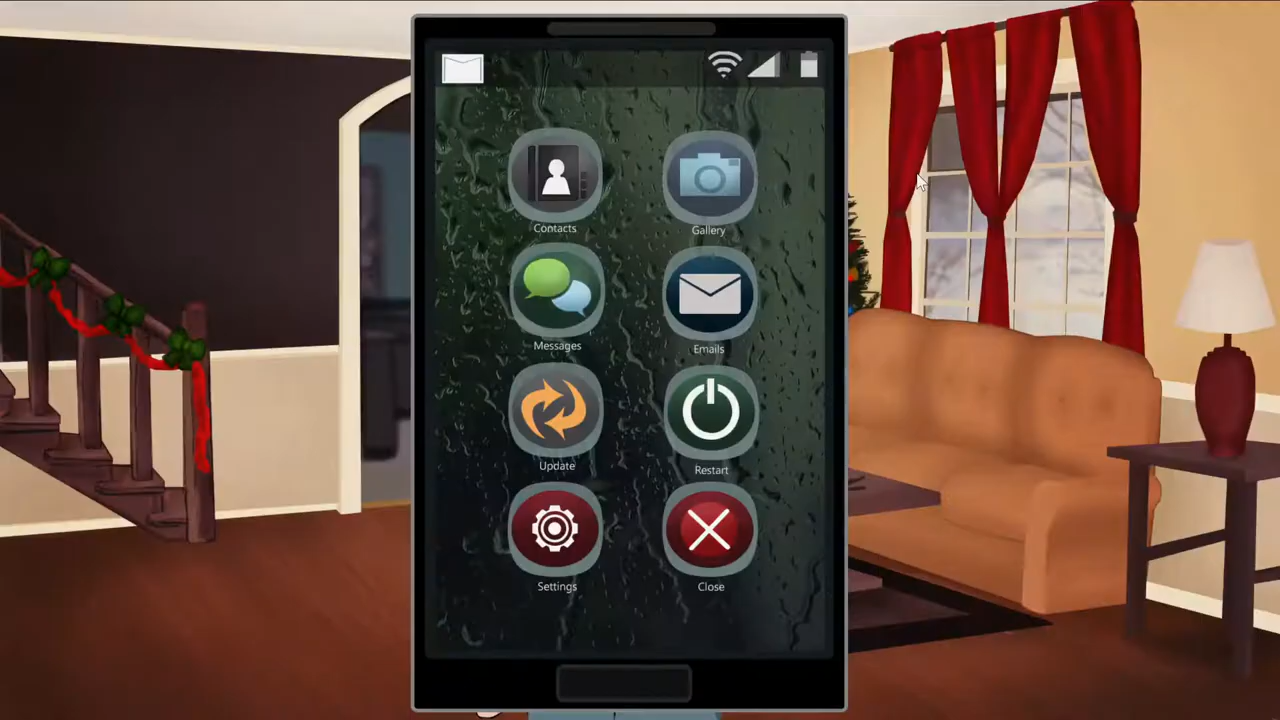 Contacts
Gallery
Messages
Emails
Update
Restart
Settings
Close